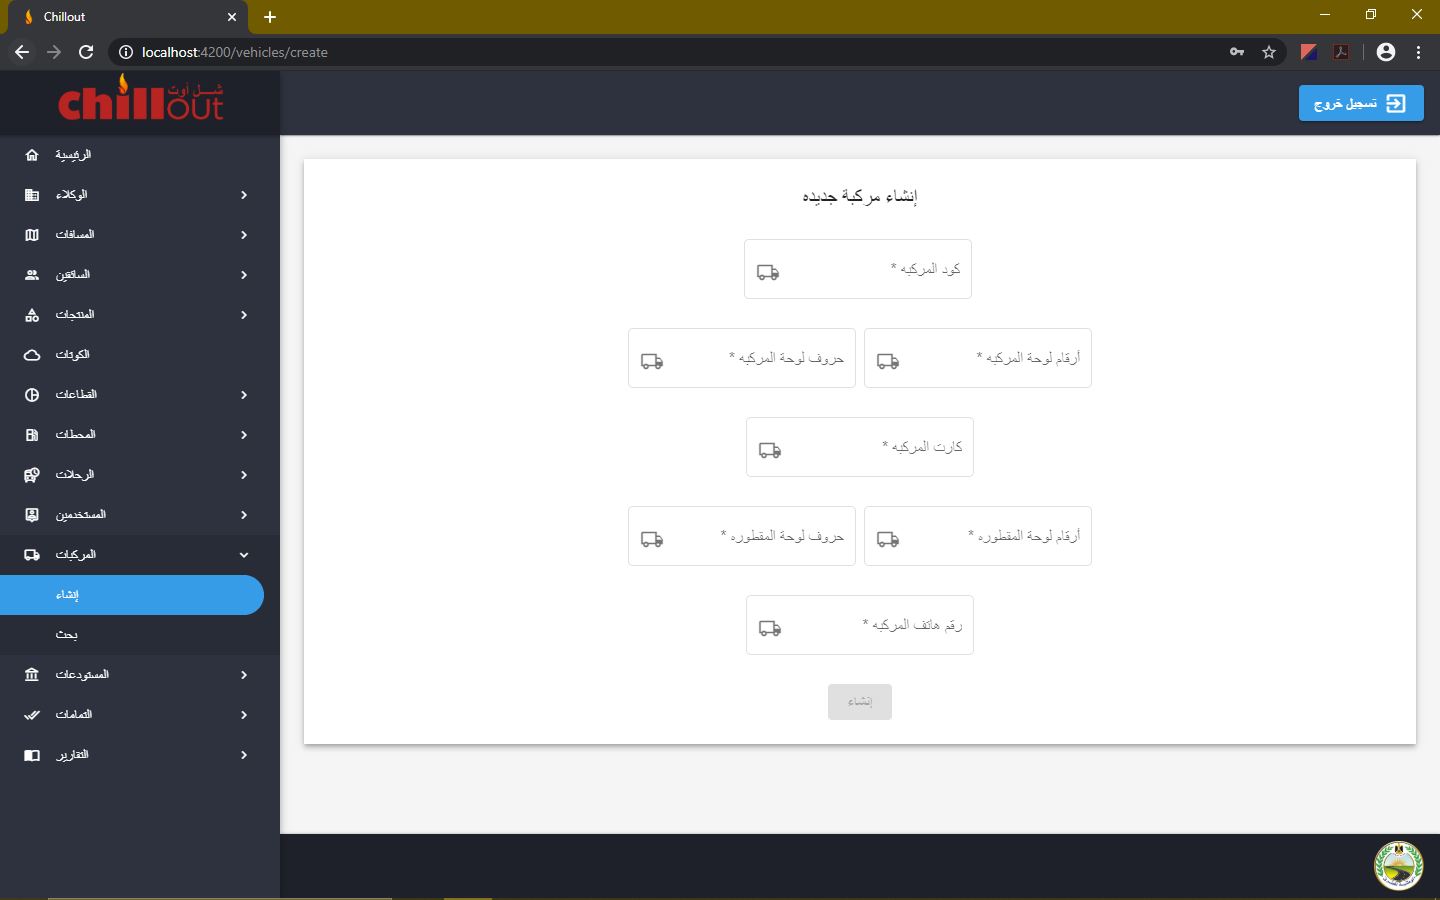 Chillout
localhost:4200/vehicles/create
chillout شل أوت
تسجيل خروج
الرئيسية
الوكلاء
المسافات
السائقين
المنتجات
الكوتات
القطاعات
المحطات
الرحلات
المستخدمين
المركبات
إنشاء
بحث
المستودعات
التمامات
التقارير
إنشاء مركبة جديده
كود المركبه *
أرقام لوحة المركبه *
حروف لوحة المركبه *
كارت المركبه *
أرقام لوحة المقطوره *
حروف لوحة المقطوره *
رقم هاتف المركبه *
إنشاء